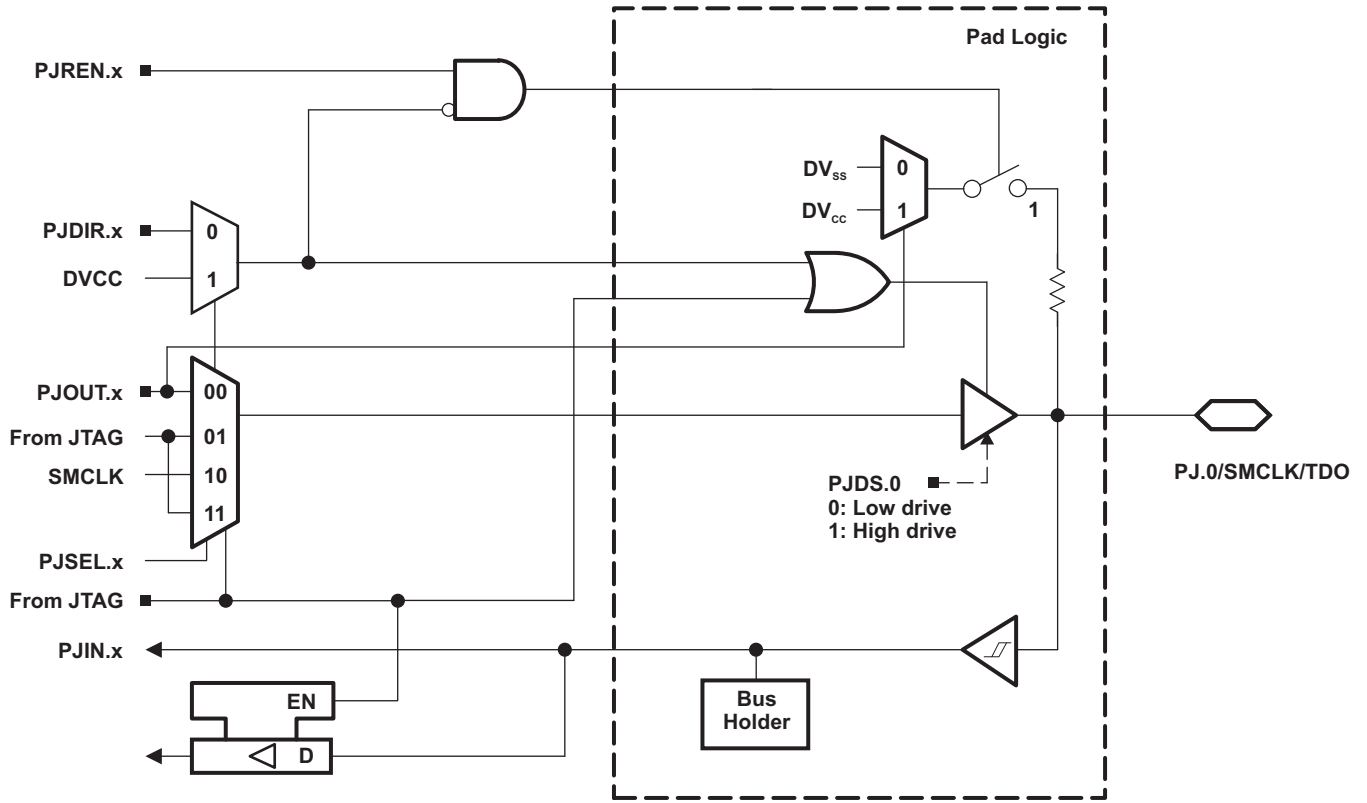 Pad Logic
PJREN.x
DVss
0
DVcc
1
1
PJDIR.x
0
DVCC
1
PJOUT.x
00
From JTAG
01
SMCLK
10
11
PJSEL.x
From JTAG
PJDS.0
0: Low drive
1: High drive
PJ.0/SMCLK/TDO
PJIN.x
EN
D
Bus
Holder